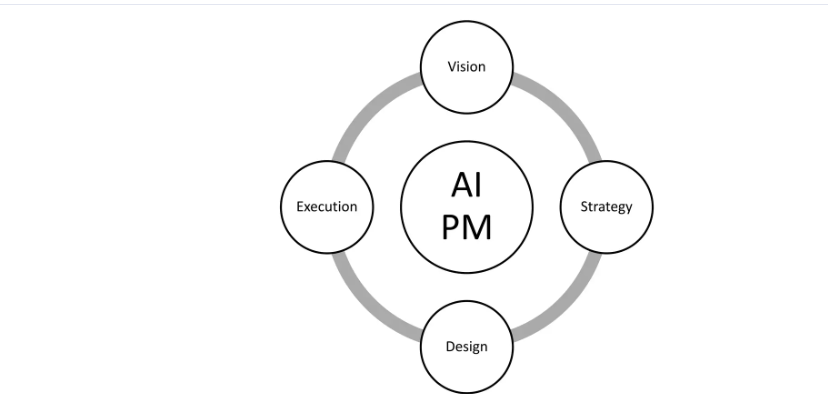 Vision
Execution
AI
PM
Strategy
Design